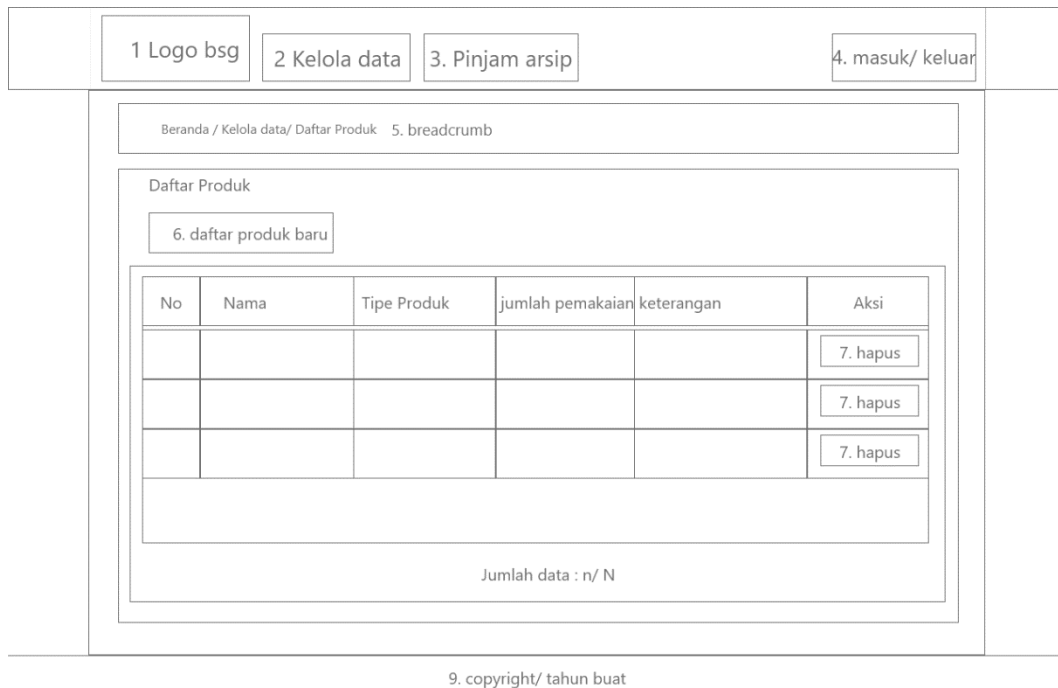 1 Logo bsg
2 Kelola data
3. Pinjam arsip
4. masuk/ keluar
Beranda / Kelola data/ Daftar Produk 5. breadcrumb
Daftar Produk
6. daftar produk baru
No Nama Tipe Produk jumlah pemakaian keterangan Aksi
7. hapus
7. hapus
7. hapus
Jumlah data : n/ N
9. copyright/ tahun buat